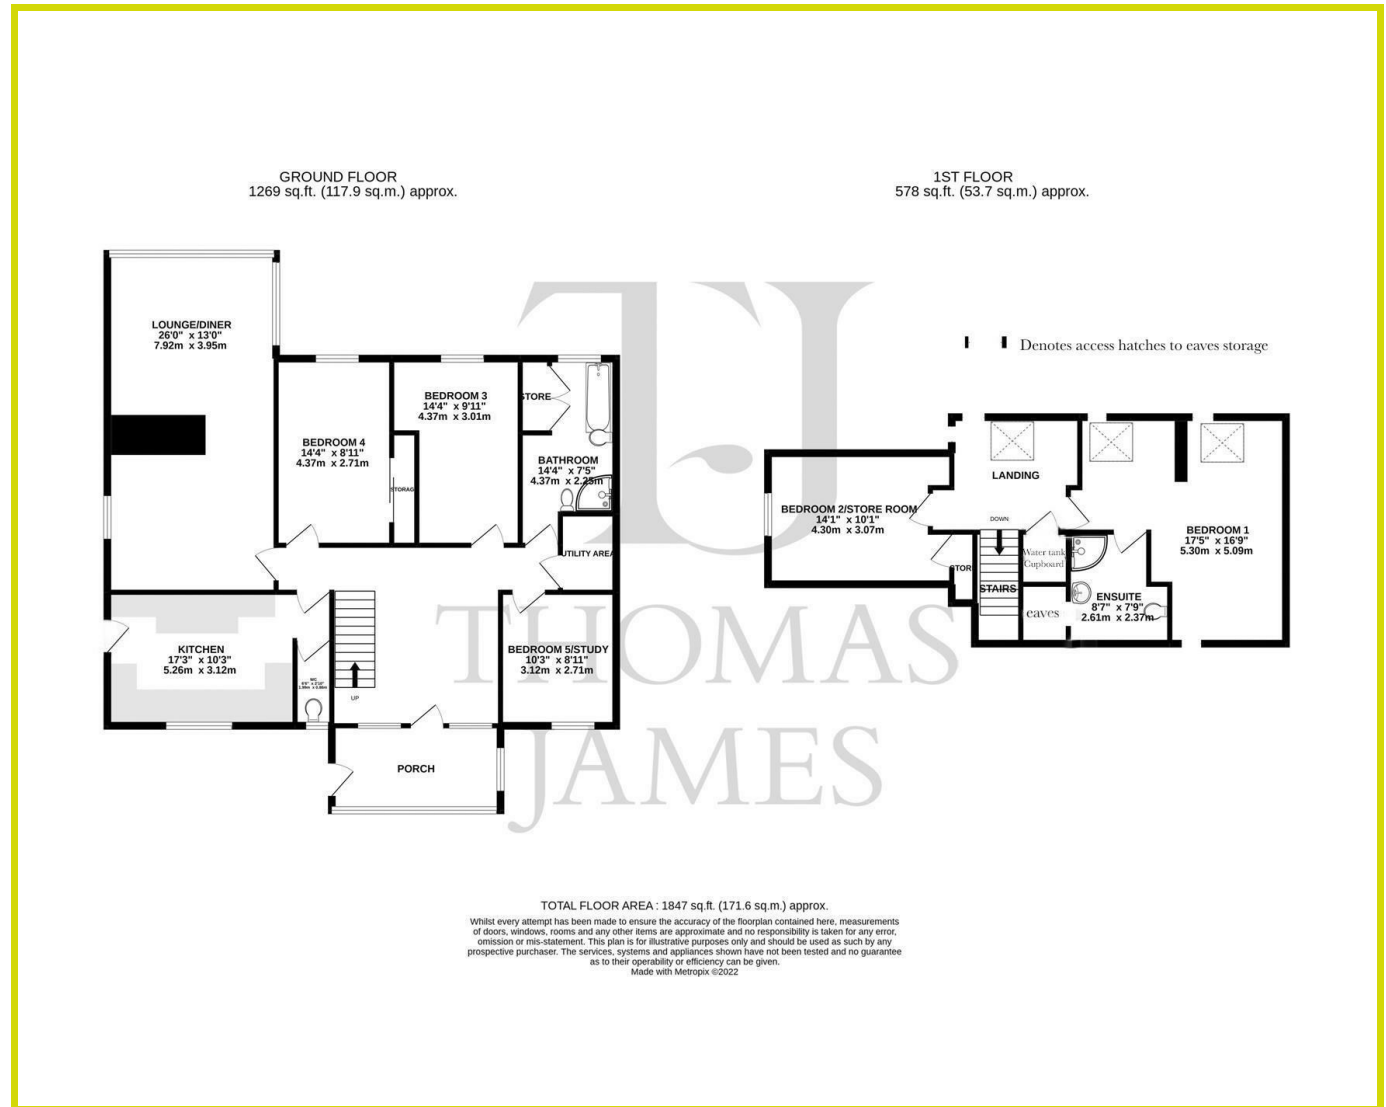 GROUND FLOOR
1269 sq.ft. (117.9 sq.m.) approx.
1ST FLOOR
578 sq.ft. (53.7 sq.m.) approx.
LOUNGE/DINER
26'0" x 13'0"
7.92m x 3.95m
BEDROOM 4
14'4" x 8'11"
4.37m x 2.71m
STORAG
BEDROOM 3
14'4" x 9'11"
4.37m x 3.01m
STORE
BATHROOM
14'4" x 7'5"
4.37m x 2.25m
UTILITY AREA
KITCHEN
17'3" x 10'3"
5.26m x 3.12m
WC
UP
BEDROOM 5/STUDY
10'3" x 8'11"
3.12m x 2.71m
PORCH
Denotes access hatches to eaves storage
LANDING
BEDROOM 2/STORE ROOM
14'1" x 10'1"
4.30m x 3.07m
DOWN
STOR
STAIRS
Water tank
Cupboard
eaves
BEDROOM 1
17'5" x 16'9"
5.30m x 5.09m
ENSUITE
8'7" x 7'9"
2.61m x 2.37m
TJ
THOMAS
JAMES
TOTAL FLOOR AREA : 1847 sq.ft. (171.6 sq.m.) approx.
Whilst every attempt has been made to ensure the accuracy of the floorplan contained here, measurements
of doors, windows, rooms and any other items are approximate and no responsibility is taken for any error,
omission or mis-statement. This plan is for illustrative purposes only and should be used as such by any
prospective purchaser. The services, systems and appliances shown have not been tested and no guarantee
as to their operability or efficiency can be given.
Made with Metropix ©2022